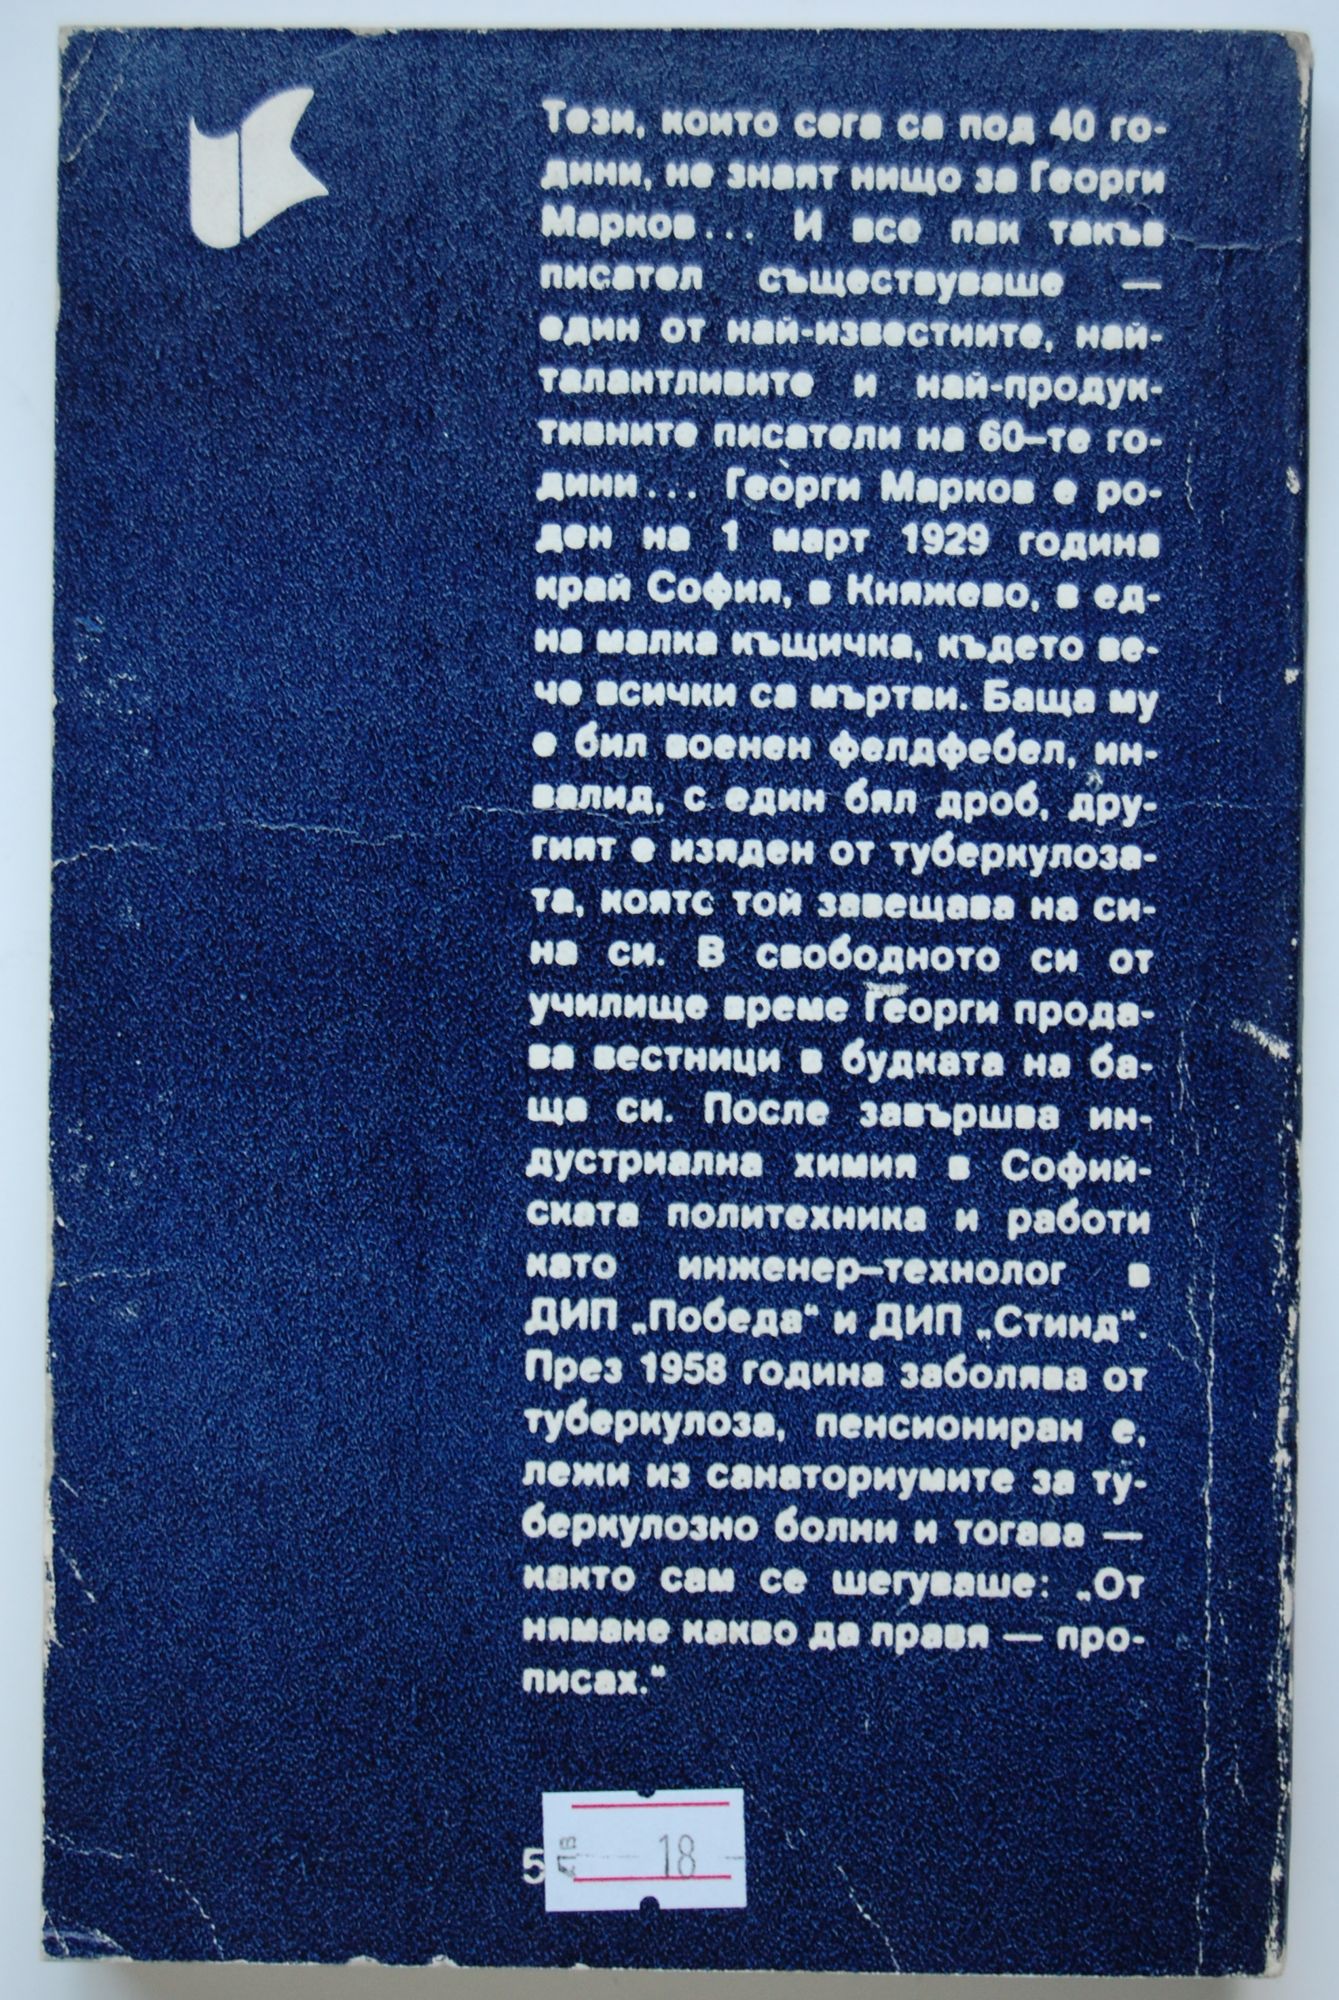 Тези, които сега са под 40 го-
дини, не знаят нищо за Георги
Марков... И все пак такъв
писател съществуваше —
един от най-известните, най-
талантливите и най-продук-
тивните писатели на 60–те го-
дини... Георги Марков е ро-
ден на 1 март 1929 година
край София, в Княжево, в ед-
на малка къщичка, където ве-
че всички са мъртви. Баща му
е бил военен фелдфебел, ин-
валид, с един бял дроб, дру-
гият е изяден от туберкулоза-
та, която той завещава на си-
на си. В свободното си от
училище време Георги прода-
ва вестници в будката на ба-
ща си. После завършва ин-
дустриална химия в Софий-
ската политехника и работи
като инженер–технолог в
ДИП „Победа“ и ДИП „Стинд“.
През 1958 година заболява от
туберкулоза, пенсиониран е,
лежи из санаториумите за ту-
беркулозно болни и тогава —
както сам се шегуваше: „От
нямане какво да правя — про-
писах.“
5
ЛВ 18